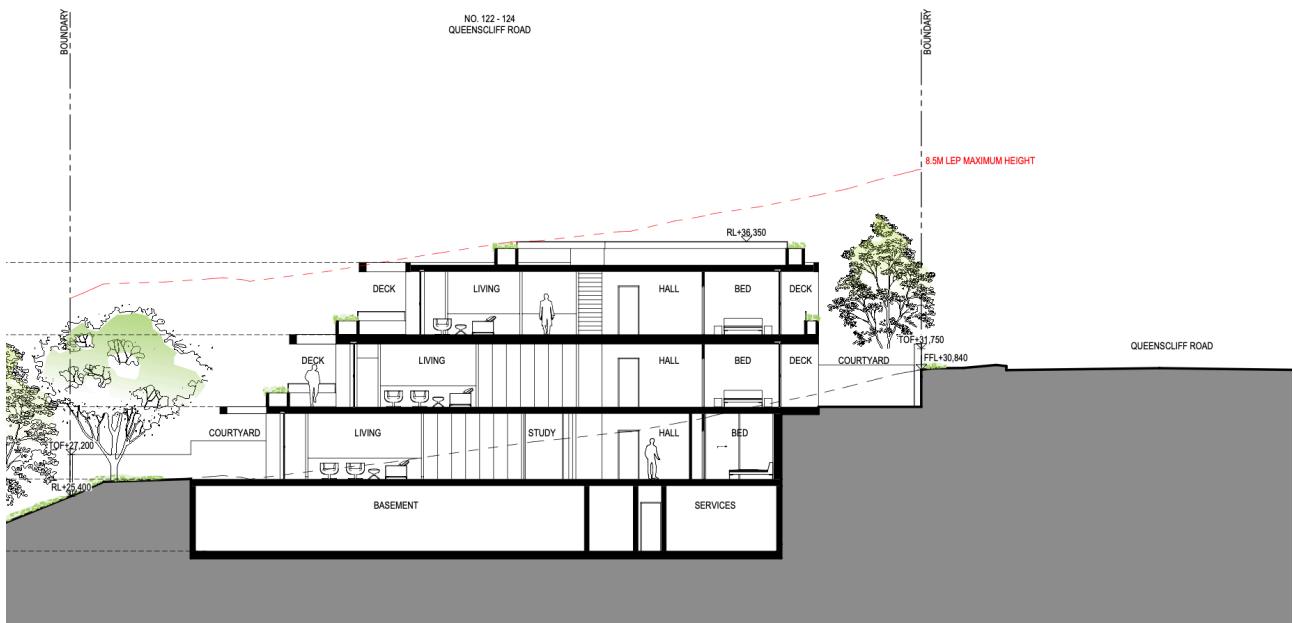 NO. 122 - 124
QUEENSCLIFF ROAD
BOUNDARY
BOUNDARY
8.5M LEP MAXIMUM HEIGHT
RL+36,350
DECK
LIVING
HALL
BED
DECK
TOF+31,750
QUEENSCLIFF ROAD
DECK
LIVING
HALL
BED
DECK
COURTYARD
FFL+30,840
COURTYARD
LIVING
STUDY
HALL
BED
TOF+27,200
RL+25,400
BASEMENT
SERVICES